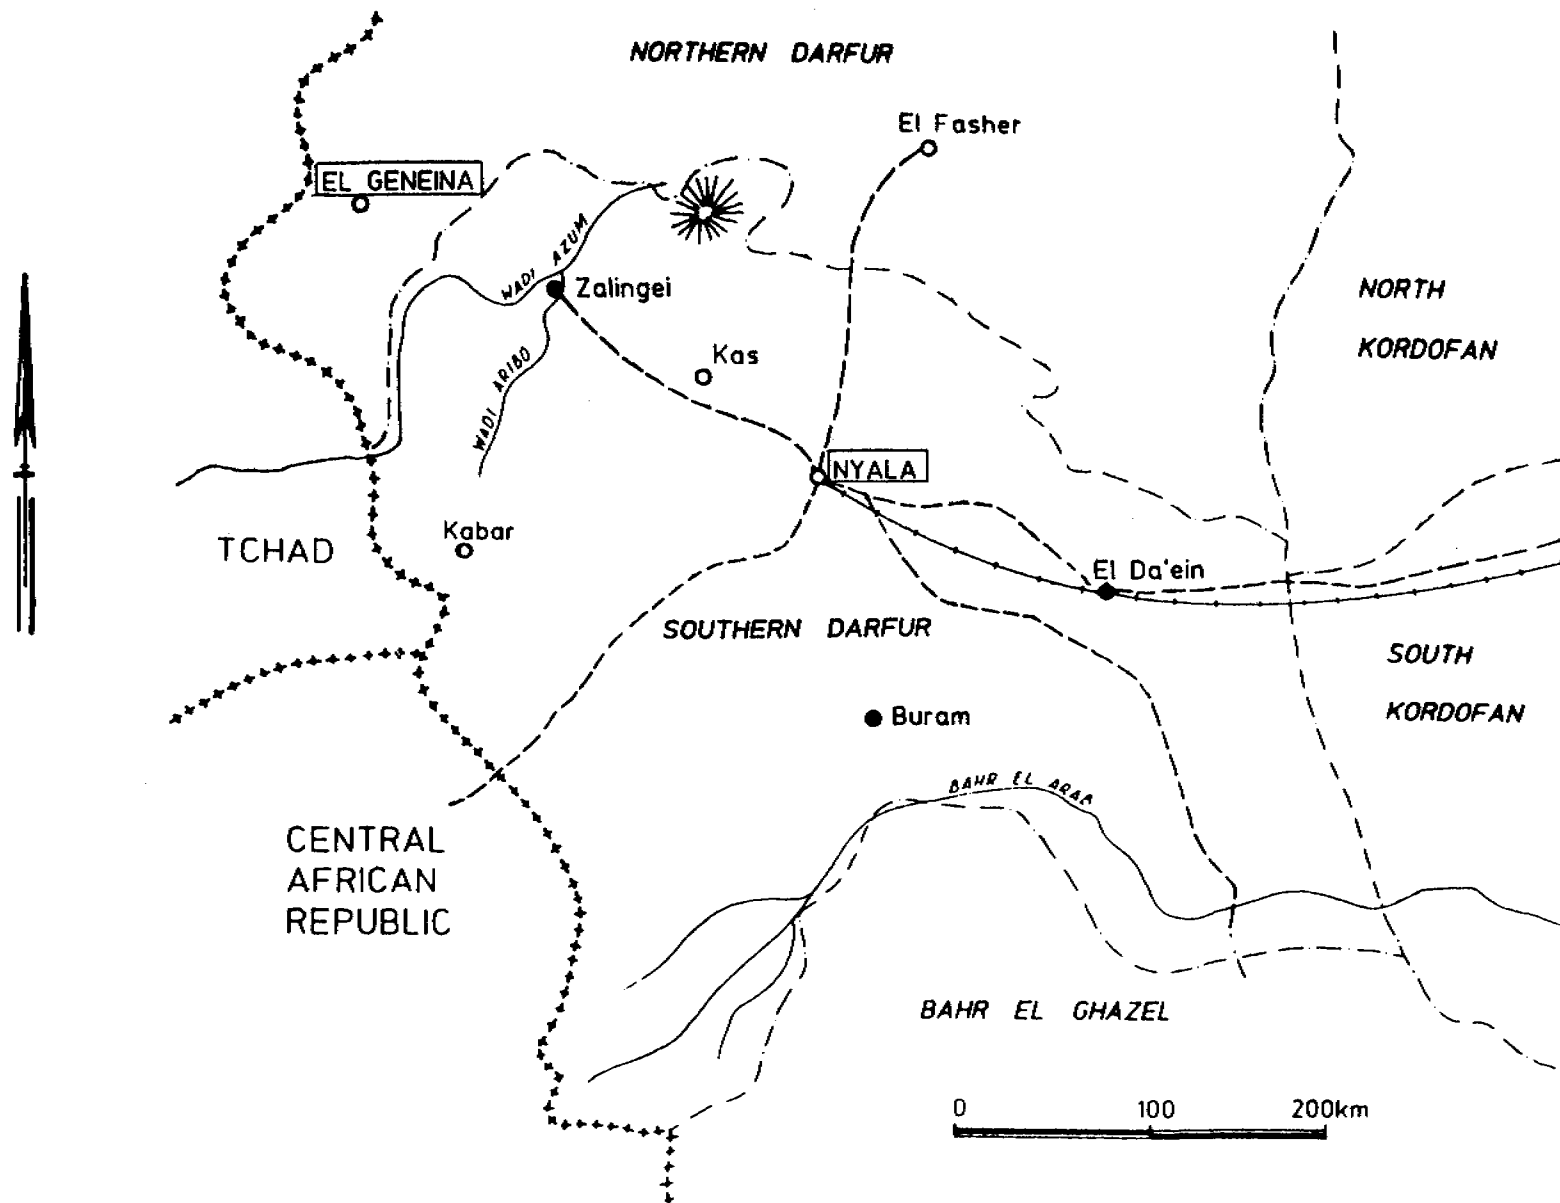 NORTHERN DARFUR
El Fasher
EL GENEINA
WADI AZUM
Zalingei
NORTH
KORDOFAN
Kas
WADI ARIBO
NYALA
Kabar
TCHAD
El Da'ein
SOUTHERN DARFUR
SOUTH
KORDOFAN
Buram
BAHR EL ARAB
CENTRAL
AFRICAN
REPUBLIC
BAHR EL GHAZEL
0 100 200km